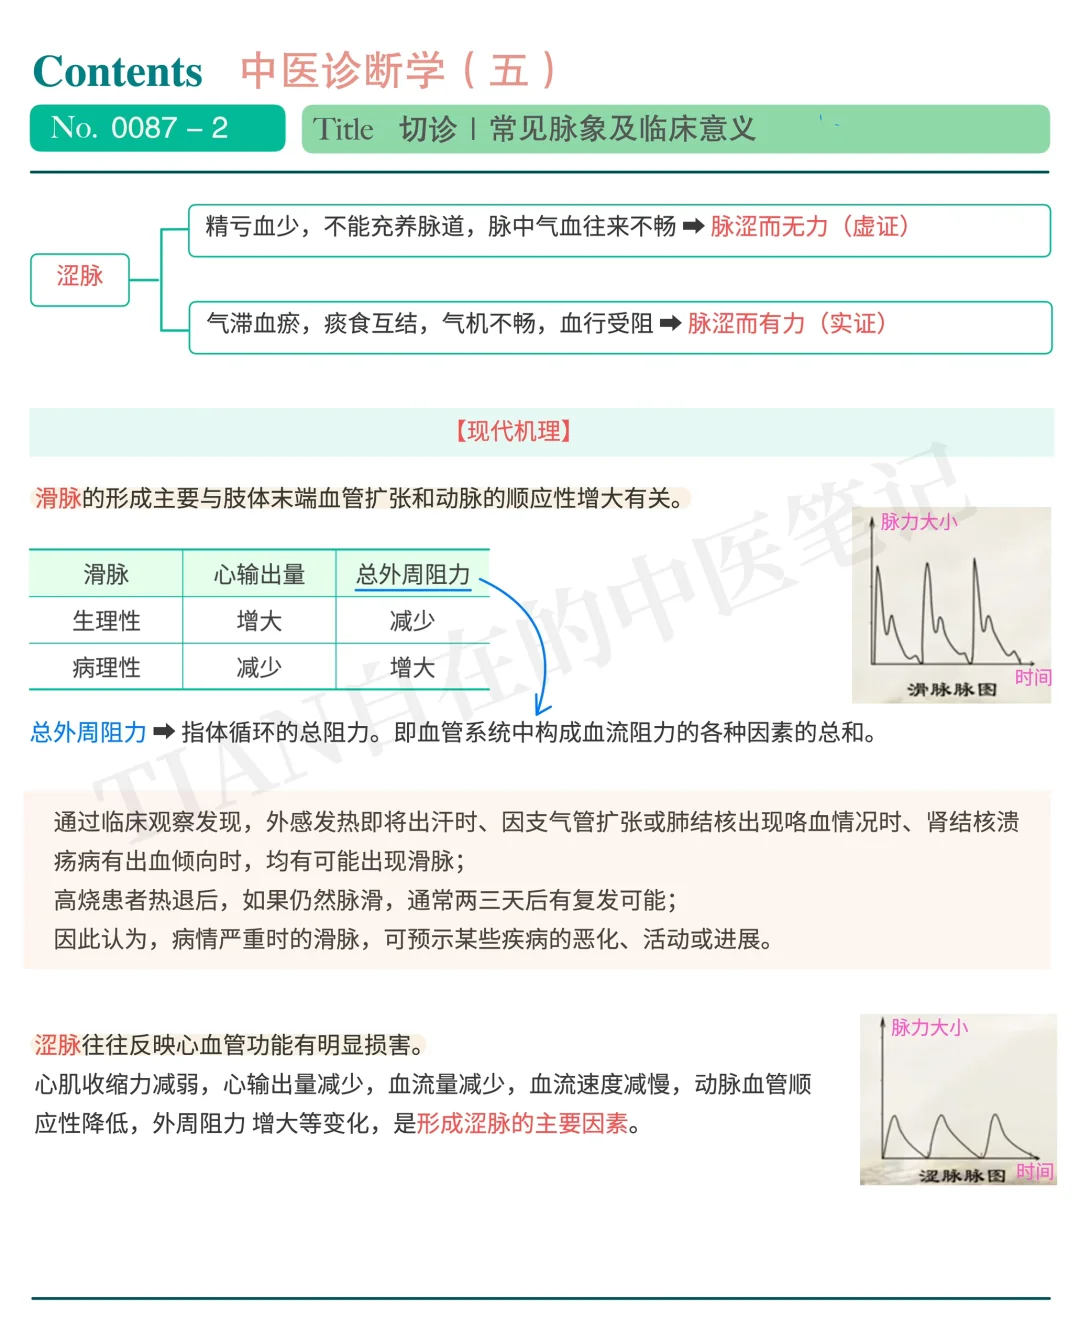 Contents 中医诊断学（五）
No. 0087 – 2
Title 切诊 | 常见脉象及临床意义
涩脉
精亏血少，不能充养脉道，脉中气血往来不畅 ➡ 脉涩而无力（虚证）
气滞血瘀，痰食互结，气机不畅，血行受阻 ➡ 脉涩而有力（实证）
【现代机理】
滑脉的形成主要与肢体末端血管扩张和动脉的顺应性增大有关。
滑脉 心输出量 总外周阻力
生理性 增大 减少
病理性 减少 增大
脉力大小
时间
滑脉脉图
总外周阻力 ➡ 指体循环的总阻力。即血管系统中构成血流阻力的各种因素的总和。
通过临床观察发现，外感发热即将出汗时、因支气管扩张或肺结核出现咯血情况时、肾结核溃
疡病有出血倾向时，均有可能出现滑脉；
高烧患者热退后，如果仍然脉滑，通常两三天后有复发可能；
因此认为，病情严重时的滑脉，可预示某些疾病的恶化、活动或进展。
涩脉往往反映心血管功能有明显损害。
心肌收缩力减弱，心输出量减少，血流量减少，血流速度减慢，动脉血管顺
应性降低，外周阻力 增大等变化，是形成涩脉的主要因素。
脉力大小
时间
涩脉脉图
TIAN自在的中医笔记